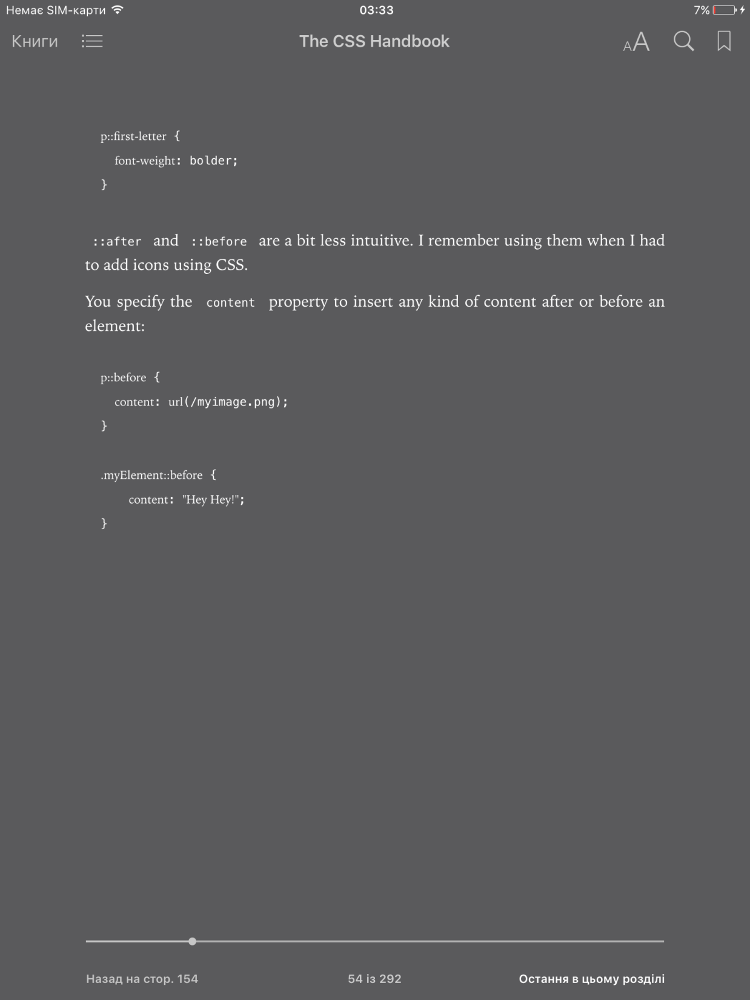 Немає SIM-карти 03:33 7%
Книги The CSS Handbook AA
p::first-letter {
font-weight: bolder;
}
::after and ::before are a bit less intuitive. I remember using them when I had
to add icons using CSS.
You specify the content property to insert any kind of content after or before an
element:
p::before {
content: url(/myimage.png);
}
.myElement::before {
content: "Hey Hey!";
}
Назад на стор. 154 54 із 292 Остання в цьому розділі